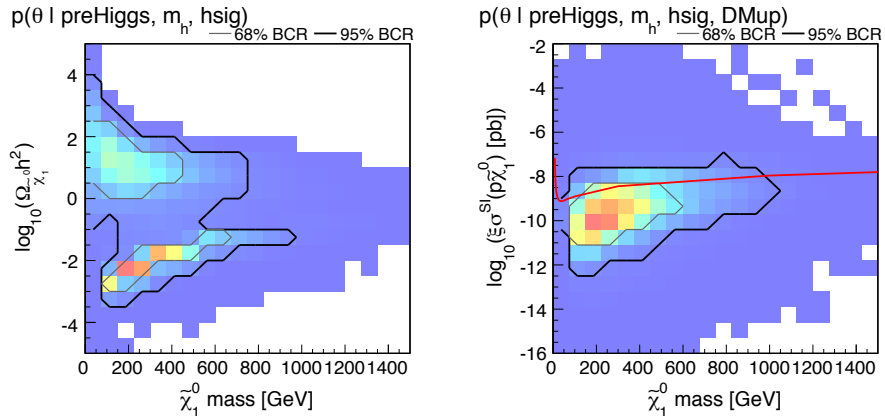 p(θ | preHiggs, m_h, hsig)
68% BCR 95% BCR
log₁₀(Ω_χ̃₁⁰ h²)
4
2
0
-2
-4
0 200 400 600 800 1000 1400
χ̃₁⁰ mass [GeV]
p(θ | preHiggs, m_h, hsig, DMup)
68% BCR 95% BCR
log₁₀(ξσ^SI(pχ̃₁⁰) [pb])
-2
-4
-6
-8
-10
-12
-14
-16
0 200 400 600 800 1000 1400
χ̃₁⁰ mass [GeV]